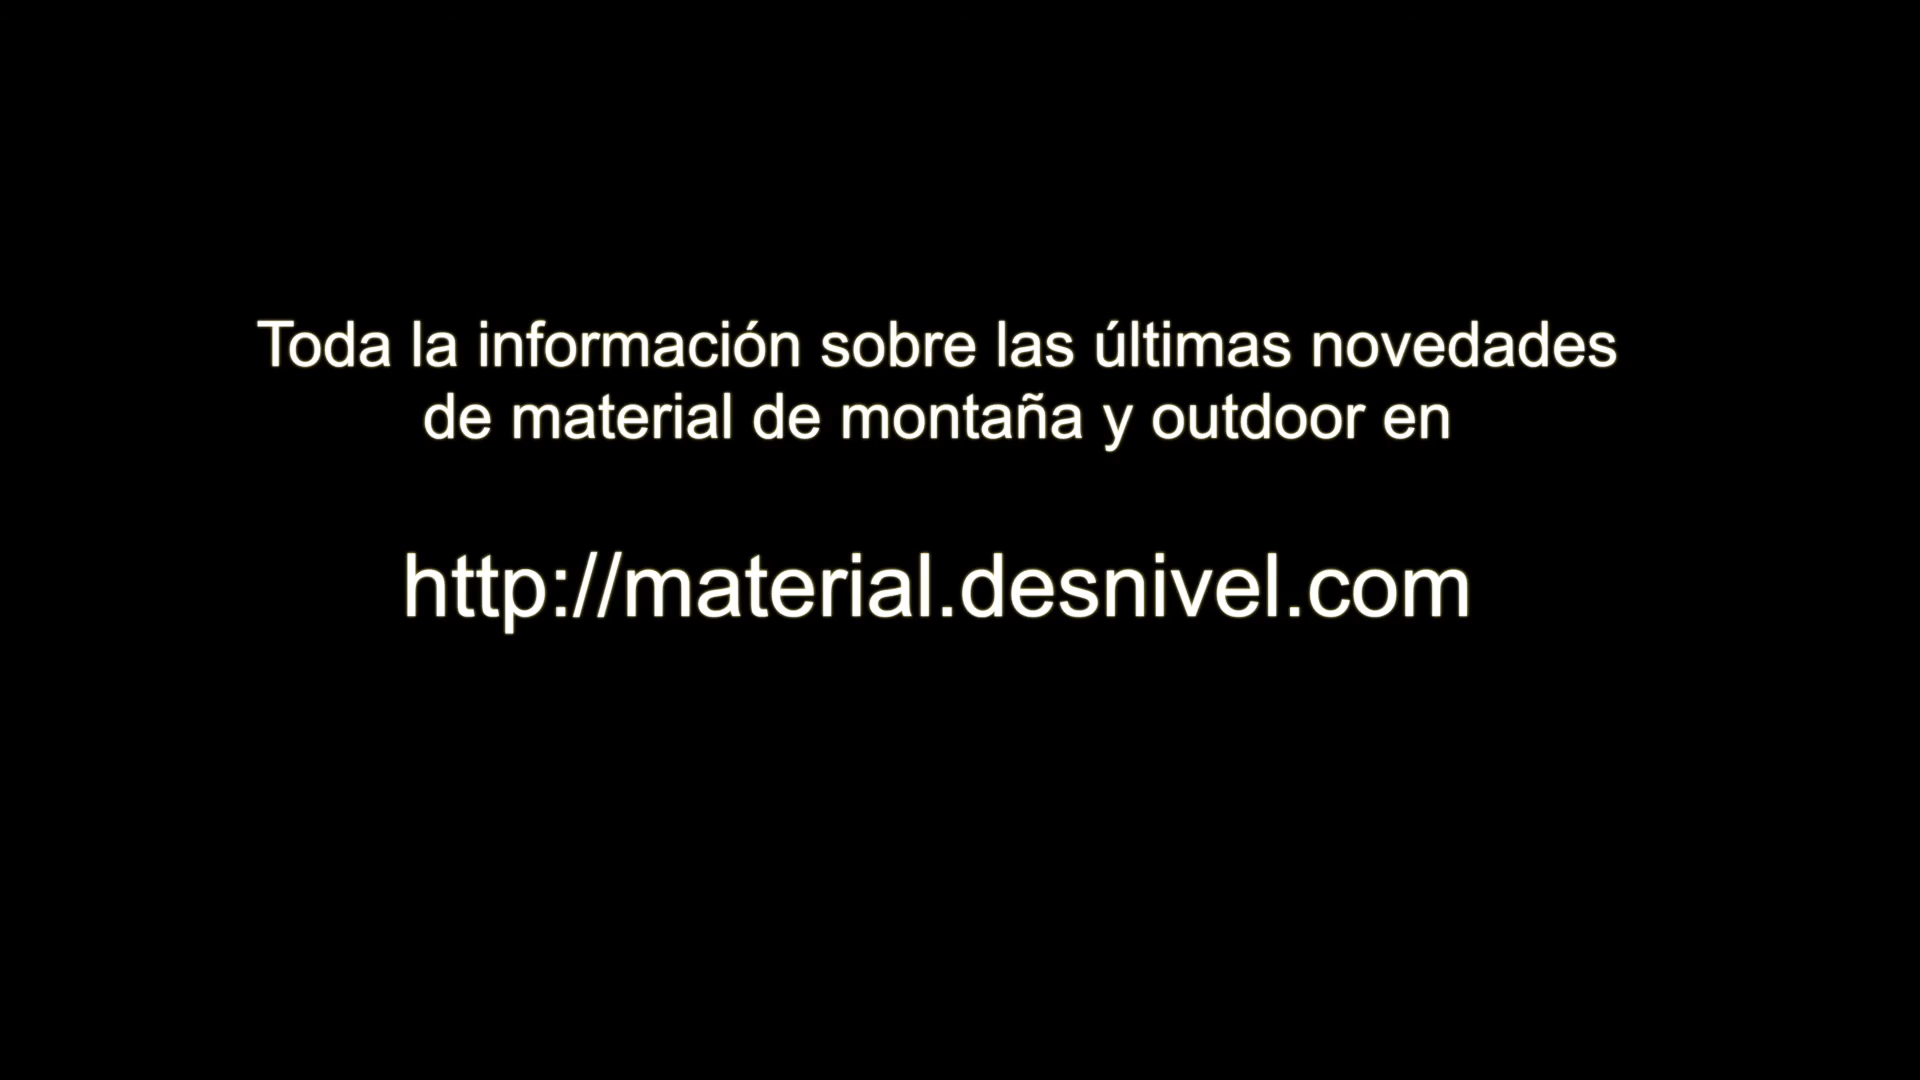 Toda la información sobre las últimas novedades
de material de montaña y outdoor en
http://material.desnivel.com